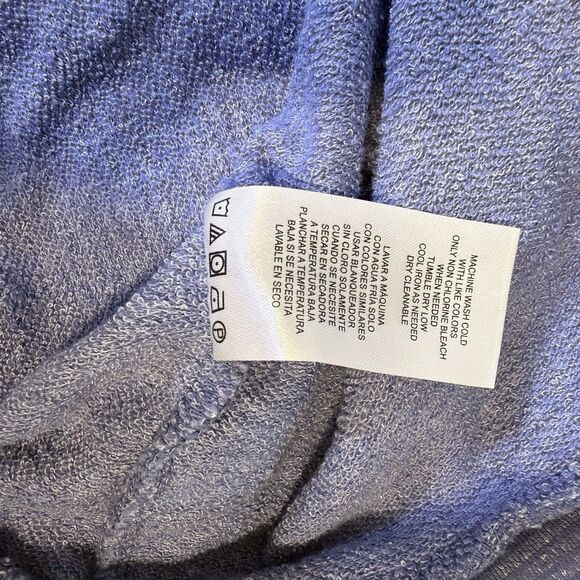 MACHINE WASH COLD
WITH LIKE COLORS
ONLY NON CHLORINE BLEACH
WHEN NEEDED
TUMBLE DRY LOW
COOL IRON AS NEEDED
DRY CLEANABLE
LAVAR A MÁQUINA
CON AGUA FRÍA SOLO
CON COLORES SIMILARES
USAR BLANQUEADOR
SIN CLORO SOLAMENTE
CUANDO SE NECESITE
SECAR EN SECADORA
A TEMPERATURA BAJA
PLANCHAR A TEMPERATURA
BAJA SI SE NECESITA
LAVABLE EN SECO
P